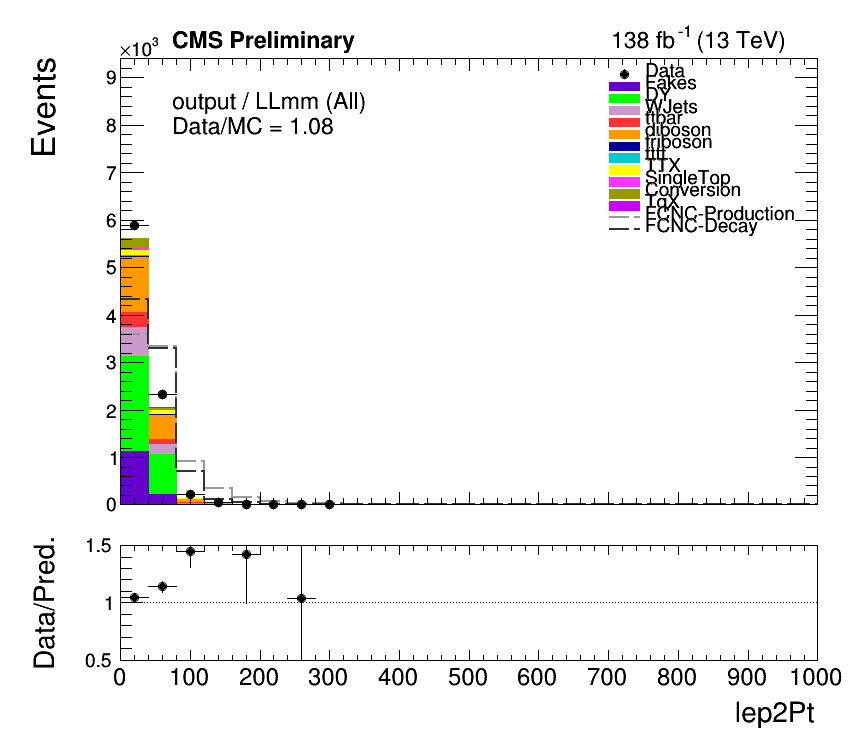 ×10³ CMS Preliminary 138 fb⁻¹ (13 TeV)
Events
output / LLmm (All)
Data/MC = 1.08
Data
Fakes
DY
WJets
ttbar
diboson
triboson
tttt
TTX
SingleTop
Conversion
TqX
FCNC-Production
FCNC-Decay
9
8
7
6
5
4
3
2
1
0
Data/Pred.
1.5
1
0.5
0 100 200 300 400 500 600 700 800 900 1000
lep2Pt